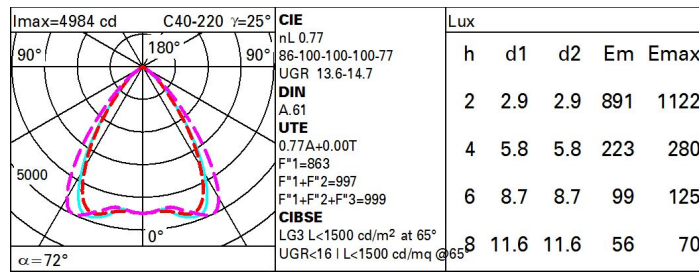 Imax=4984 cd C40-220 γ=25°
90° 180° 90°
5000
0°
α=72°
CIE
nL 0.77
86-100-100-100-77
UGR 13.6-14.7
DIN
A.61
UTE
0.77A+0.00T
F"1=863
F"1+F"2=997
F"1+F"2+F"3=999
CIBSE
LG3 L<1500 cd/m² at 65°
UGR<16 | L<1500 cd/mq @65°
Lux
h d1 d2 Em Emax
2 2.9 2.9 891 1122
4 5.8 5.8 223 280
6 8.7 8.7 99 125
8 11.6 11.6 56 70